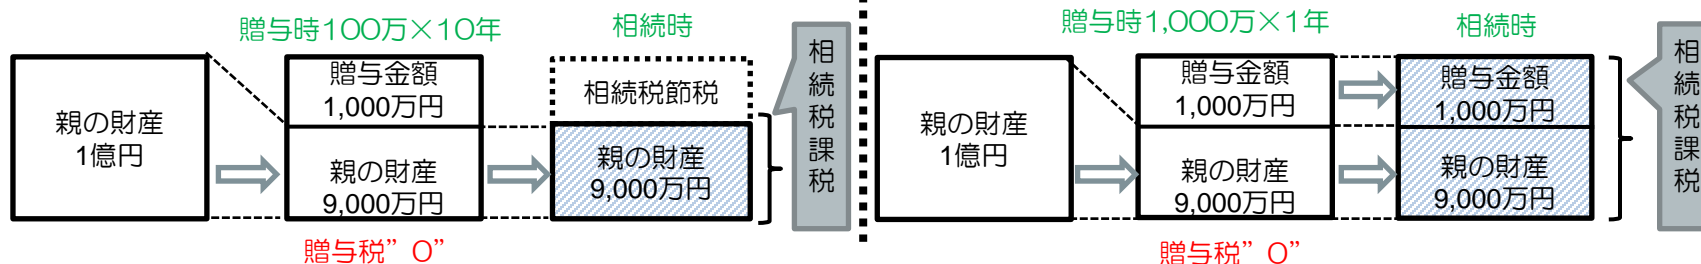 贈与時100万×10年
相続時
親の財産
1億円
贈与金額
1,000万円
親の財産
9,000万円
相続税節税
親の財産
9,000万円
相続税課税
贈与税”0”
贈与時1,000万×1年
相続時
親の財産
1億円
贈与金額
1,000万円
親の財産
9,000万円
贈与金額
1,000万円
親の財産
9,000万円
相続税課税
贈与税”0”